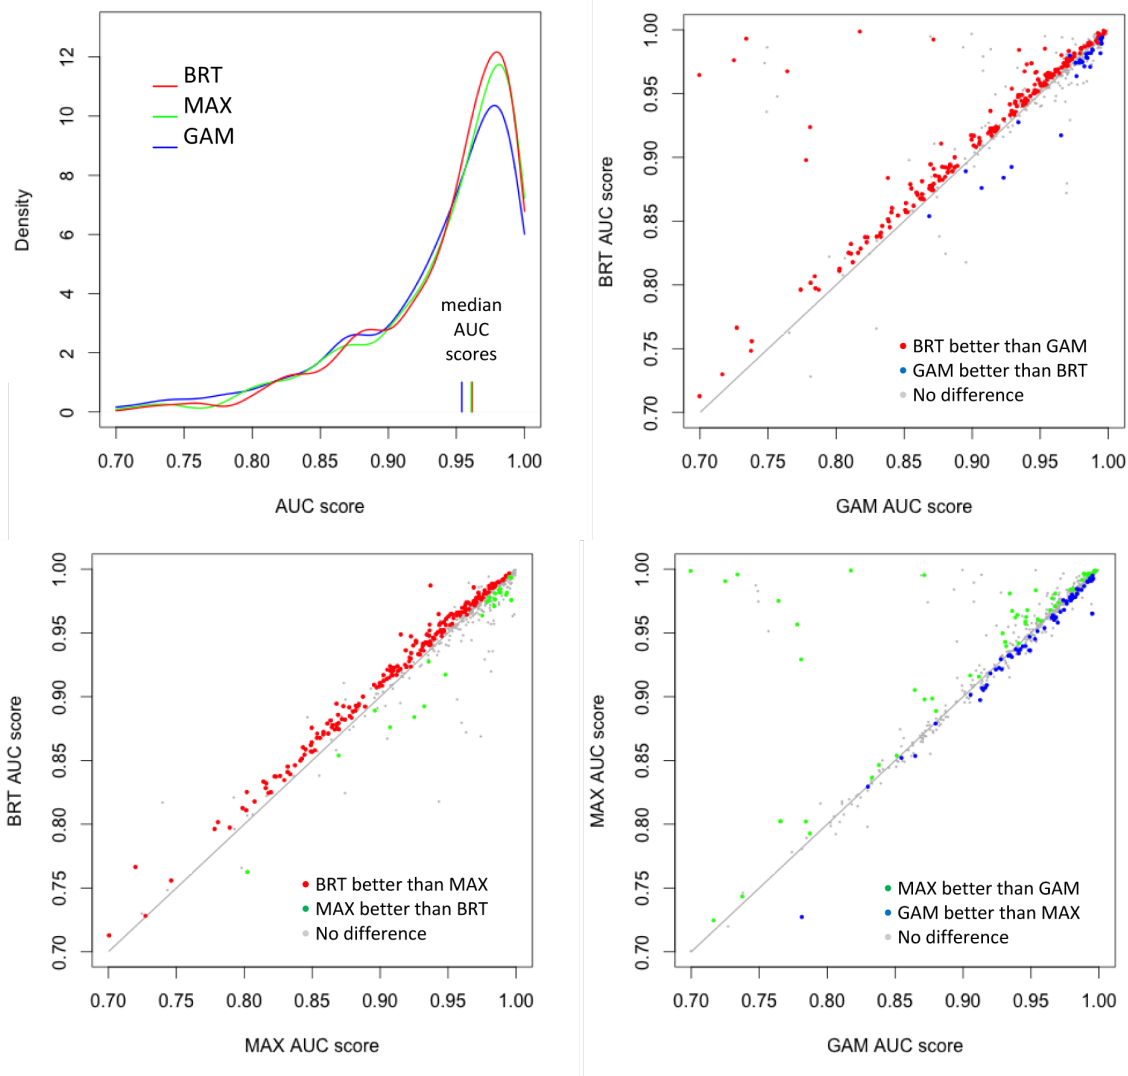 BRT
MAX
GAM
median
AUC
scores
Density
0
2
4
6
8
10
12
0.70
0.75
0.80
0.85
0.90
0.95
1.00
AUC score
BRT AUC score
1.00
0.95
0.90
0.85
0.80
0.75
0.70
BRT better than GAM
GAM better than BRT
No difference
0.70
0.75
0.80
0.85
0.90
0.95
1.00
GAM AUC score
BRT AUC score
1.00
0.95
0.90
0.85
0.80
0.75
0.70
BRT better than MAX
MAX better than BRT
No difference
0.70
0.75
0.80
0.85
0.90
0.95
1.00
MAX AUC score
MAX AUC score
1.00
0.95
0.90
0.85
0.80
0.75
0.70
MAX better than GAM
GAM better than MAX
No difference
0.70
0.75
0.80
0.85
0.90
0.95
1.00
GAM AUC score